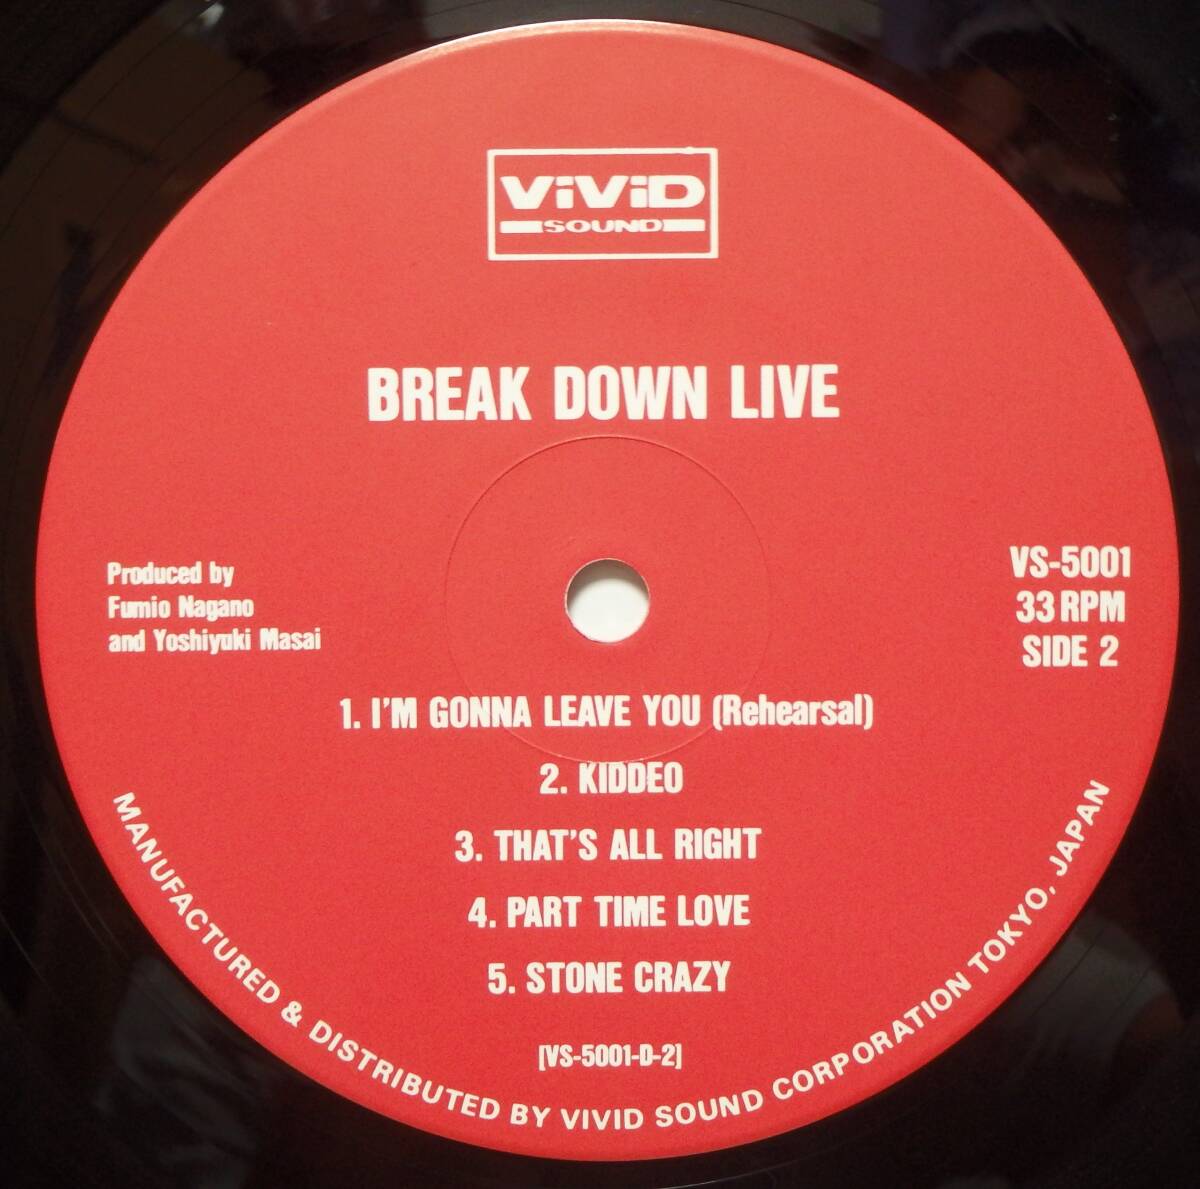 ViViD
SOUND
BREAK DOWN LIVE
Produced by
Fumio Nagano
and Yoshiyuki Masai
VS-5001
33 RPM
SIDE 2
1. I'M GONNA LEAVE YOU (Rehearsal)
2. KIDDEO
3. THAT'S ALL RIGHT
4. PART TIME LOVE
5. STONE CRAZY
[VS-5001-D-2]
MANUFACTURED & DISTRIBUTED BY VIVID SOUND CORPORATION TOKYO, JAPAN